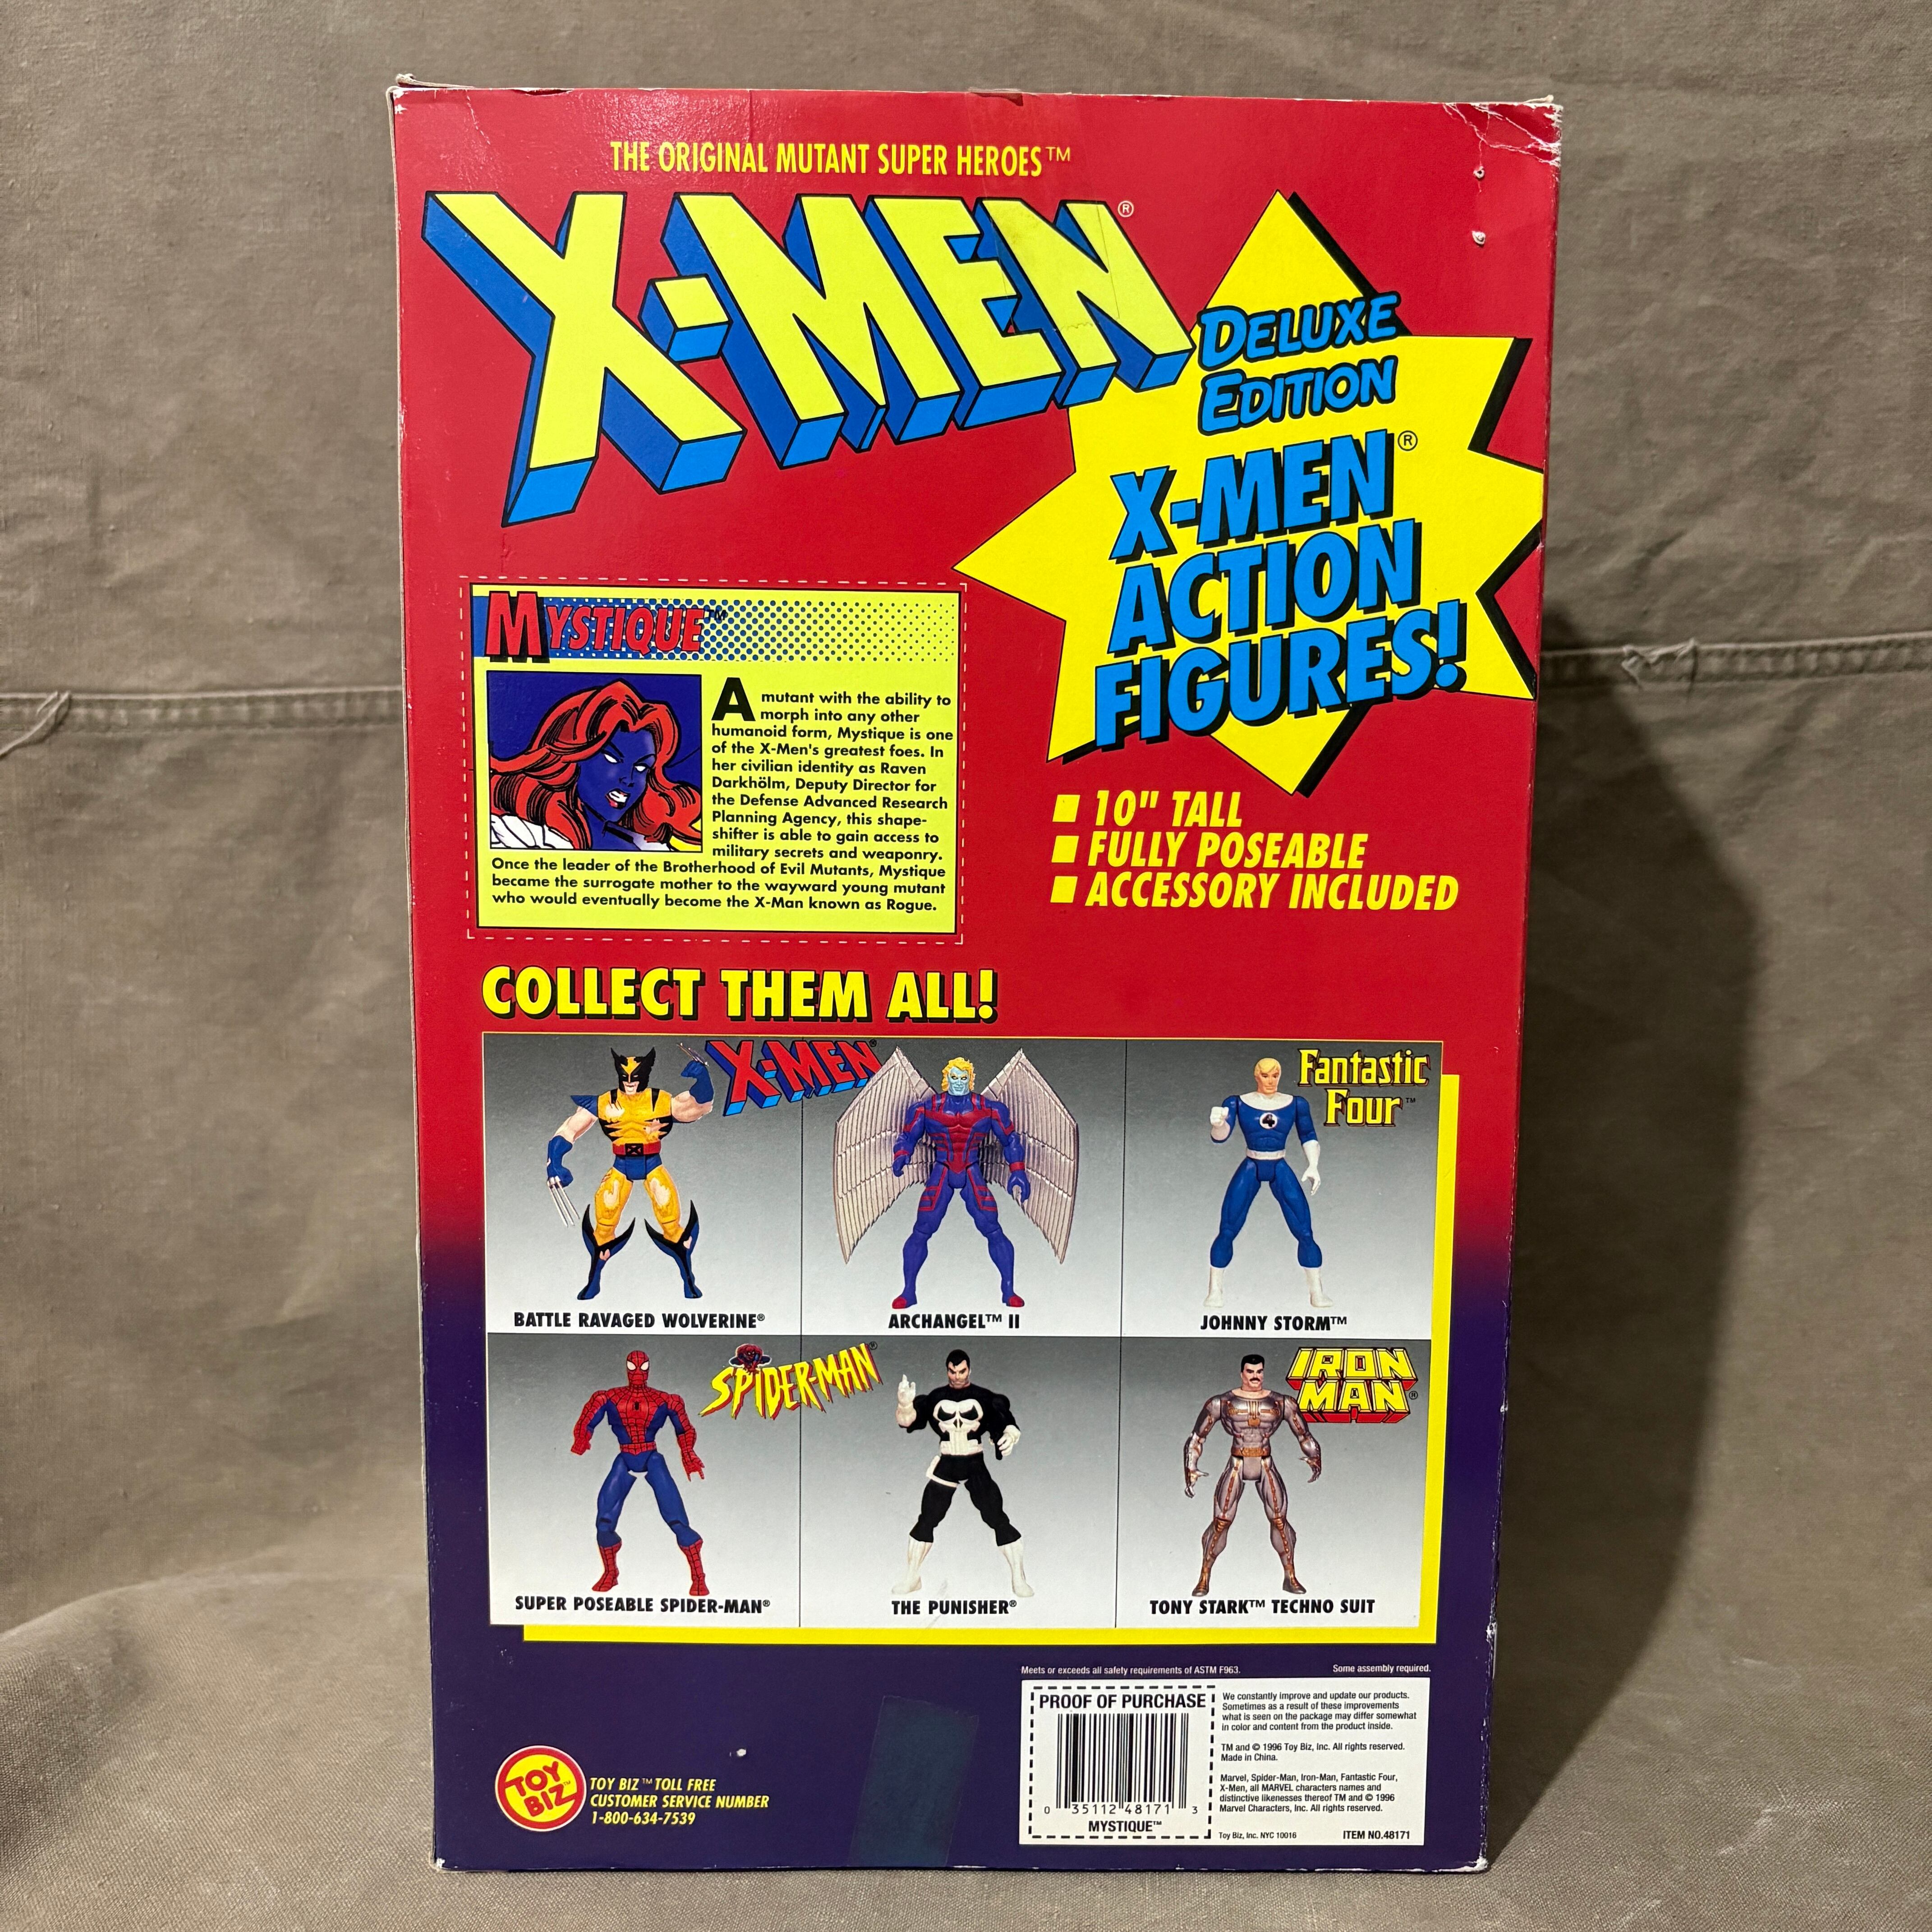 THE ORIGINAL MUTANT SUPER HEROES™
X-MEN®
DELUXE
EDITION
X-MEN®
ACTION
FIGURES!
MYSTIQUE™
A mutant with the ability to
morph into any other
humanoid form, Mystique is one
of the X-Men's greatest foes. In
her civilian identity as Raven
Darkhölm, Deputy Director for
the Defense Advanced Research
Planning Agency, this shape-
shifter is able to gain access to
military secrets and weaponry.
Once the leader of the Brotherhood of Evil Mutants, Mystique
became the surrogate mother to the wayward young mutant
who would eventually become the X-Man known as Rogue.
■ 10" TALL
■ FULLY POSEABLE
■ ACCESSORY INCLUDED
COLLECT THEM ALL!
X-MEN®
Fantastic
Four™
BATTLE RAVAGED WOLVERINE®
ARCHANGEL™ II
JOHNNY STORM™
4
SPIDER-MAN®
IRON
MAN®
SUPER POSEABLE SPIDER-MAN®
THE PUNISHER®
TONY STARK™ TECHNO SUIT
Meets or exceeds all safety requirements of ASTM F963.
Some assembly required.
PROOF OF PURCHASE
0 35112 48171 3
MYSTIQUE™
We constantly improve and update our products.
Sometimes as a result of these improvements
what is seen on the package may differ somewhat
in color and content from the product inside.
TM and © 1996 Toy Biz, Inc. All rights reserved.
Made in China.
Marvel, Spider-Man, Iron-Man, Fantastic Four,
X-Men, all MARVEL characters names and
distinctive likenesses thereof TM and © 1996
Marvel Characters, Inc. All rights reserved.
Toy Biz, Inc. NYC 10016
ITEM NO.48171
TOY
BIZ™
TOY BIZ™ TOLL FREE
CUSTOMER SERVICE NUMBER
1-800-634-7539